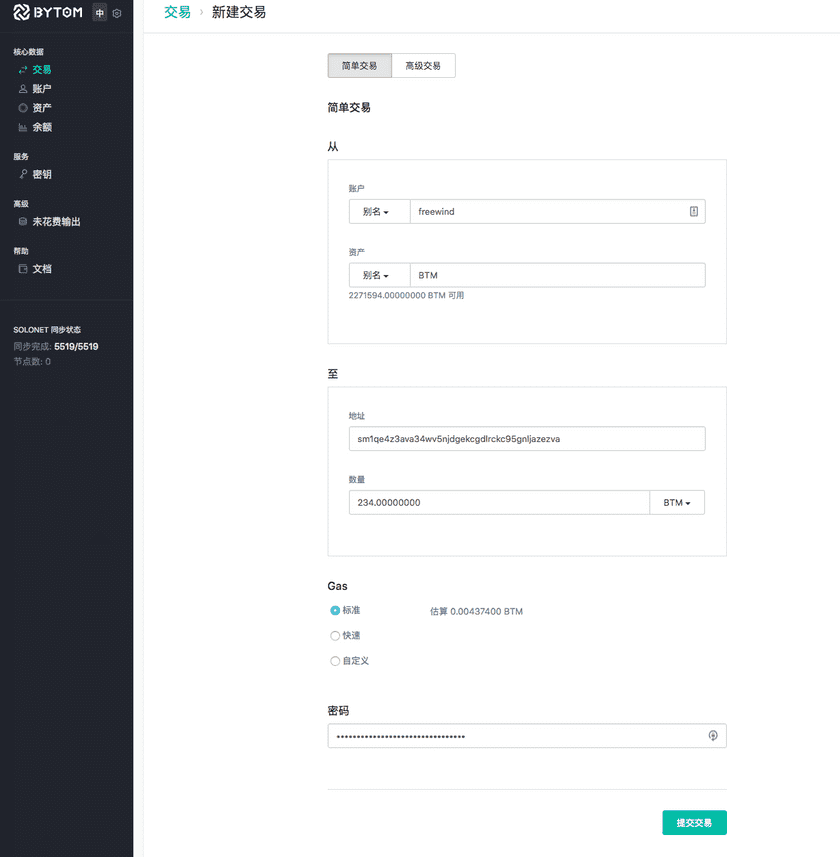 BYTOM 中
核心数据
交易
账户
资产
余额
服务
密钥
高级
未花费输出
帮助
文档
SOLONET 同步状态
同步完成: 5519/5519
节点数: 0
交易 › 新建交易
简单交易 高级交易
简单交易
从
账户
别名 freewind
资产
别名 BTM
2271594.00000000 BTM 可用
至
地址
sm1qe4z3ava34wv5njdgekcgdlrckc95gnljazezva
数量
234.00000000 BTM
Gas
标准 估算 0.00437400 BTM
快速
自定义
密码
提交交易